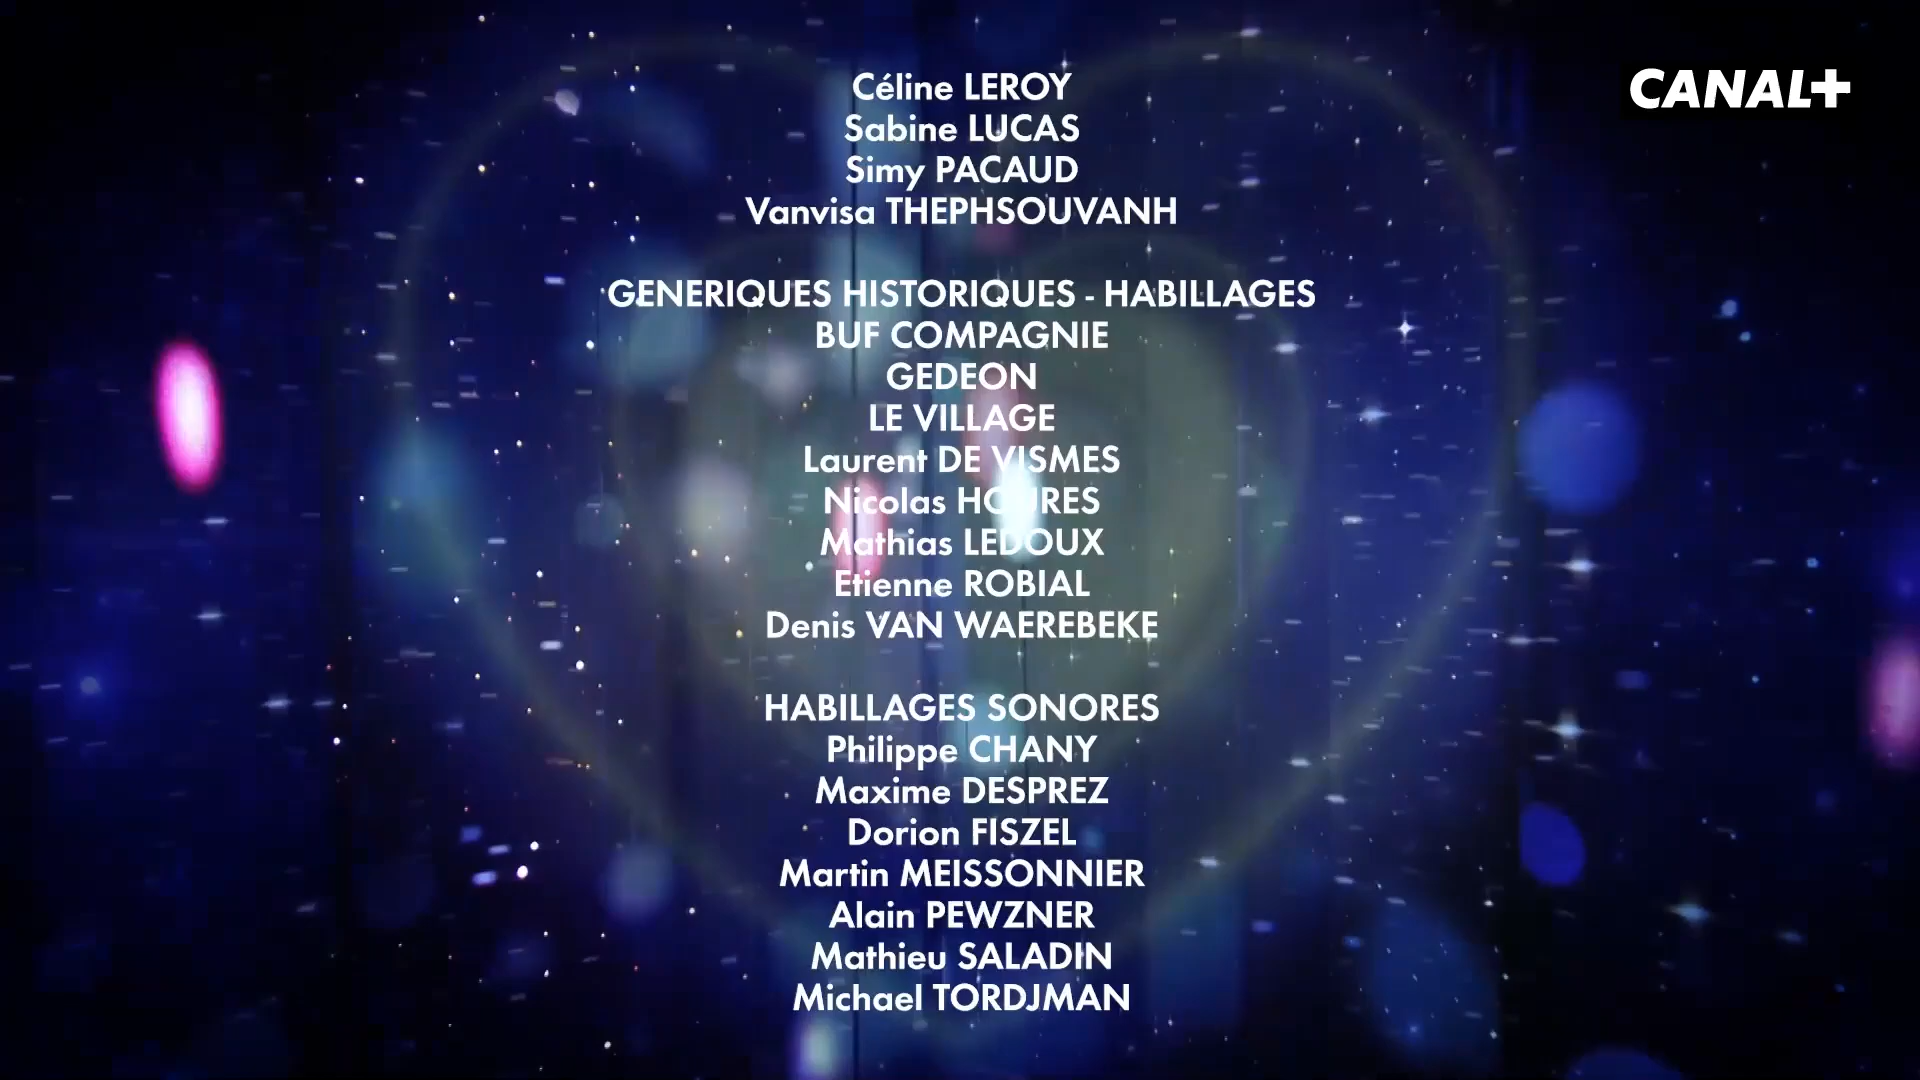 CANAL+
Céline LEROY
Sabine LUCAS
Simy PACAUD
Vanvisa THEPHSOUVANH
GENERIQUES HISTORIQUES - HABILLAGES
BUF COMPAGNIE
GEDEON
LE VILLAGE
Laurent DE VISMES
Nicolas HOURES
Mathias LEDOUX
Etienne ROBIAL
Denis VAN WAEREBEKE
HABILLAGES SONORES
Philippe CHANY
Maxime DESPREZ
Dorion FISZEL
Martin MEISSONNIER
Alain PEWZNER
Mathieu SALADIN
Michael TORDJMAN